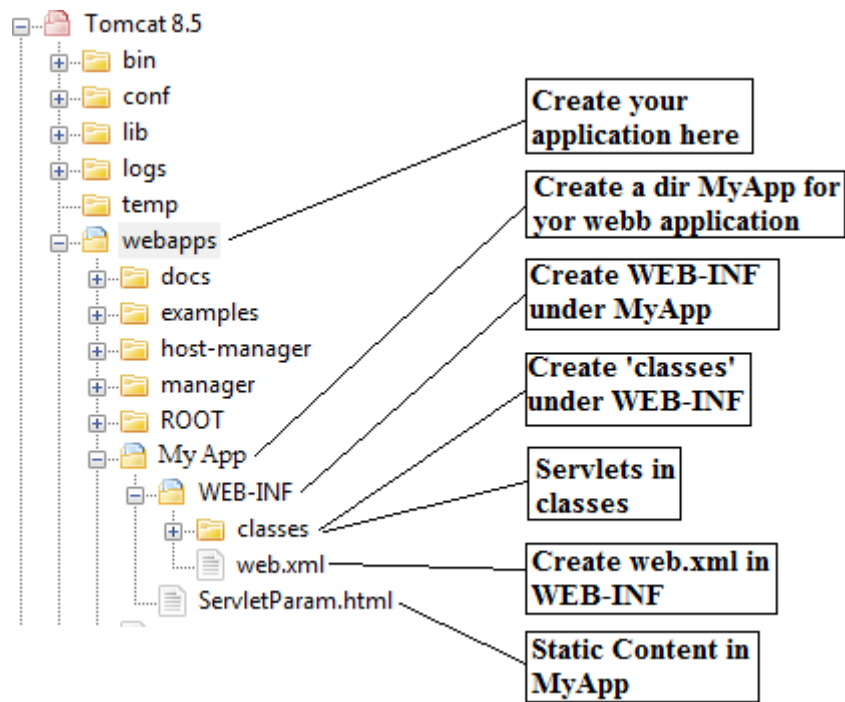 Tomcat 8.5
bin
conf
lib
logs
temp
webapps
docs
examples
host-manager
manager
ROOT
My App
WEB-INF
classes
web.xml
ServletParam.html
Create your
application here
Create a dir MyApp for
yor webb application
Create WEB-INF
under MyApp
Create 'classes'
under WEB-INF
Servlets in
classes
Create web.xml in
WEB-INF
Static Content in
MyApp